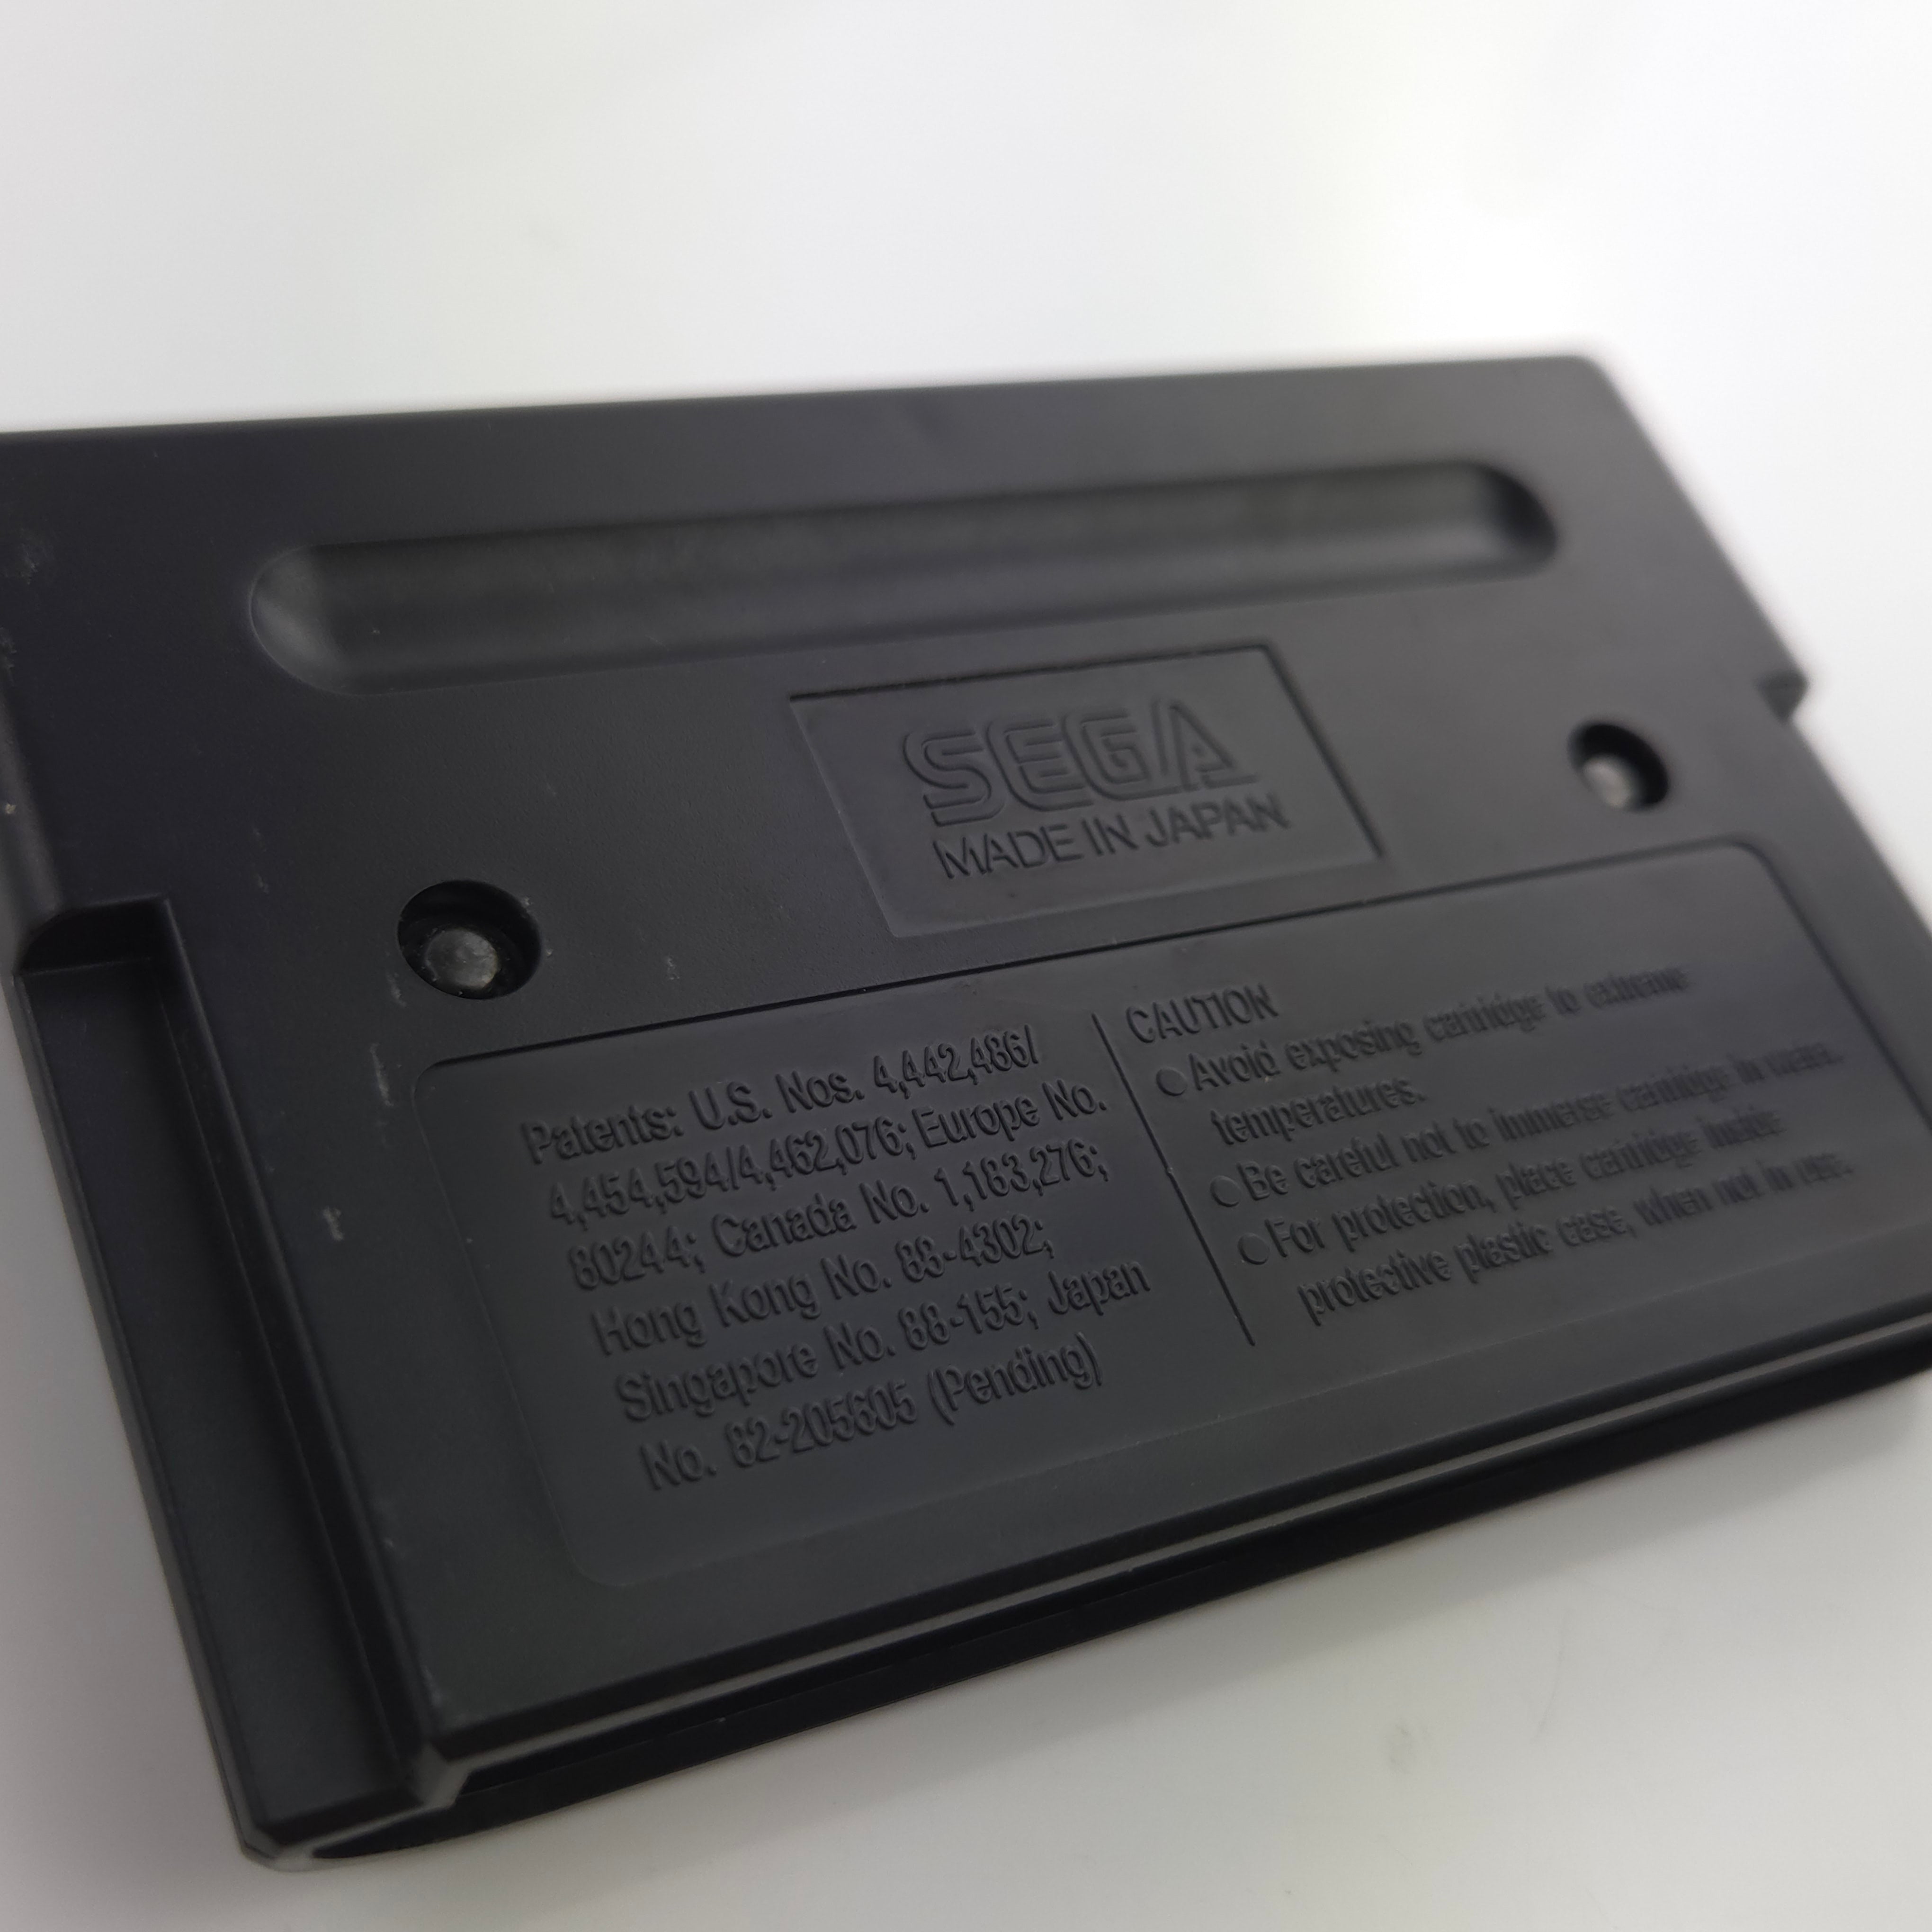 SEGA
MADE IN JAPAN
Patents: U.S. Nos. 4,442,486/
4,454,594/4,462,076; Europe No.
80244; Canada No. 1,183,276;
Hong Kong No. 88-4302;
Singapore No. 88-155; Japan
No. 82-205605 (Pending)
CAUTION
● Avoid exposing cartridge to extreme
temperatures.
● Be careful not to immerse cartridge in water.
● For protection, place cartridge inside
protective plastic case, when not in use.